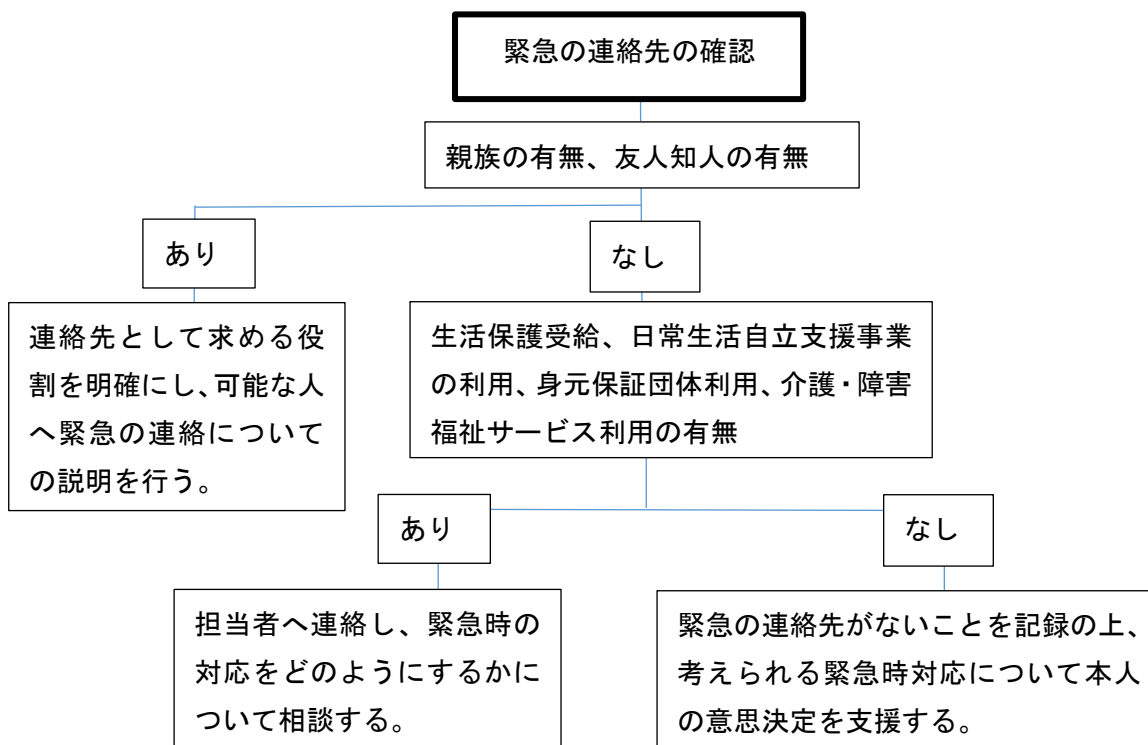 緊急の連絡先の確認
親族の有無、友人知人の有無
あり
なし
連絡先として求める役
割を明確にし、可能な人
へ緊急の連絡について
の説明を行う。
生活保護受給、日常生活自立支援事業
の利用、身元保証団体利用、介護・障害
福祉サービス利用の有無
あり
なし
担当者へ連絡し、緊急時の
対応をどのようにするかに
ついて相談する。
緊急の連絡先がないことを記録の上、
考えられる緊急時対応について本人
の意思決定を支援する。